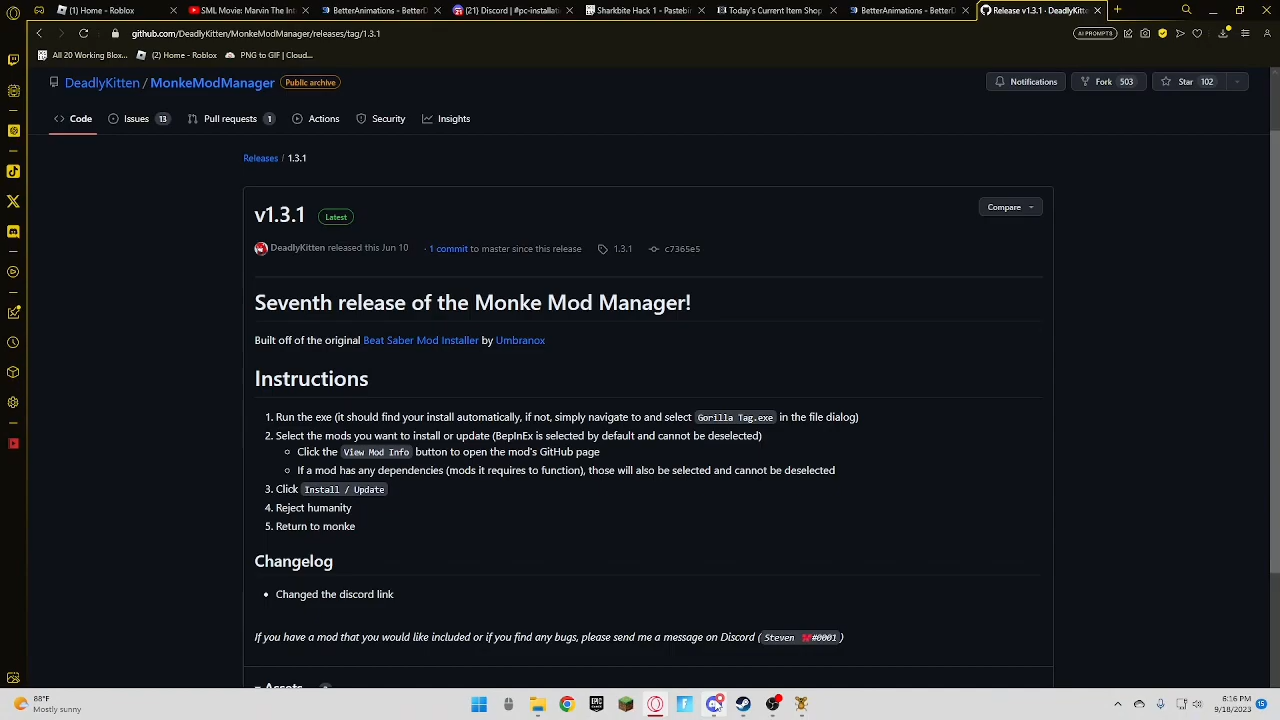 (2) Home - Roblox
SML Movie: Marvin The Int
BetterAnimations - BetterD
(21) Discord | #pc-installat
Sharkbite Hack 1 - Pastebin
Today's Current Item Shop
BetterAnimations - BetterD
Release v1.3.1 · DeadlyKitte
github.com/DeadlyKitten/MonkeModManager/releases/tag/1.3.1
AI PROMPTS
All 20 Working Blox...
(2) Home - Roblox
PNG to GIF | Cloud...
DeadlyKitten / MonkeModManager
Public archive
Notifications
Fork 503
Star 102
Code
Issues 13
Pull requests 1
Actions
Security
Insights
Releases / 1.3.1
v1.3.1
Latest
Compare
DeadlyKitten released this Jun 10
· 1 commit to master since this release
1.3.1
c7365e5
Seventh release of the Monke Mod Manager!
Built off of the original Beat Saber Mod Installer by Umbranox
Instructions
1. Run the exe (it should find your install automatically, if not, simply navigate to and select Gorilla Tag.exe in the file dialog)
2. Select the mods you want to install or update (BepInEx is selected by default and cannot be deselected)
Click the View Mod Info button to open the mod's GitHub page
If a mod has any dependencies (mods it requires to function), those will also be selected and cannot be deselected
3. Click Install / Update
4. Reject humanity
5. Return to monke
Changelog
Changed the discord link
If you have a mod that you would like included or if you find any bugs, please send me a message on Discord (Steven #0001)
Assets
88°F
Mostly sunny
EPIC
6:16 PM
9/18/2023
15